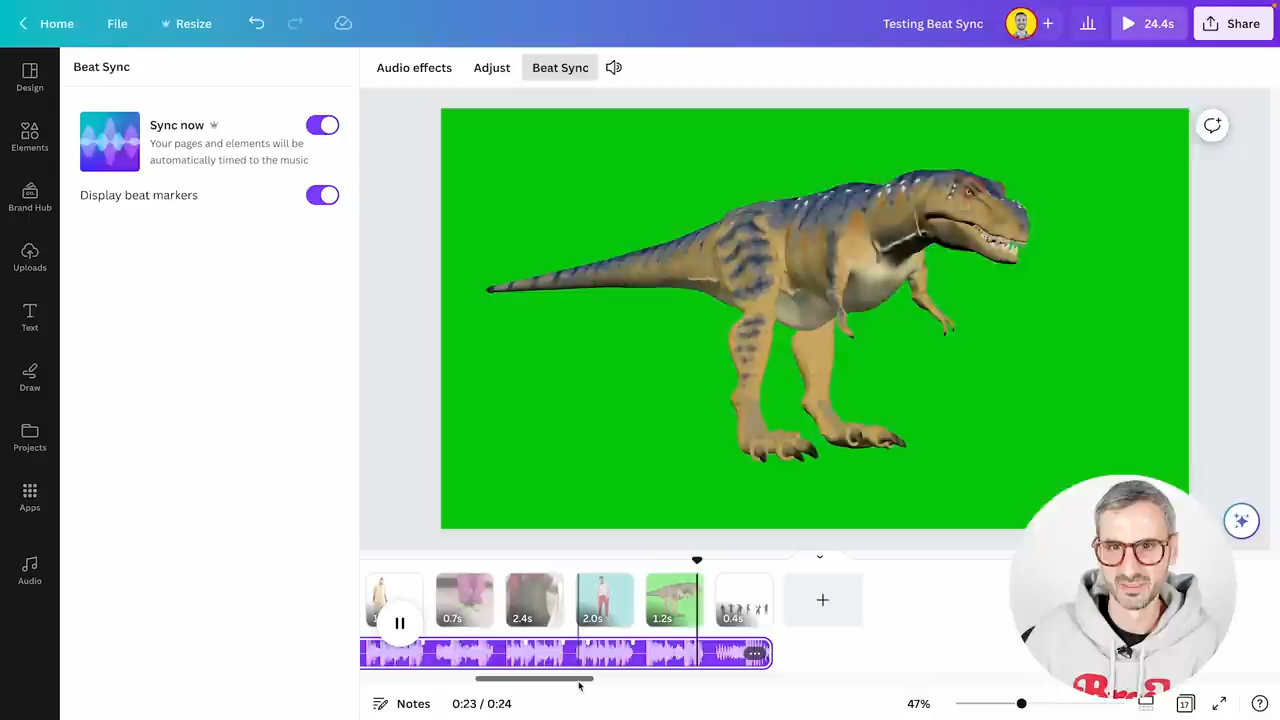 Home
File
Resize
Testing Beat Sync
24.4s
Share
Design
Elements
Brand Hub
Uploads
Text
Draw
Projects
Apps
Audio
Beat Sync
Sync now
Your pages and elements will be
automatically timed to the music
Display beat markers
Audio effects
Adjust
Beat Sync
0.7s
2.4s
2.0s
1.2s
0.4s
Notes
0:23 / 0:24
47%
17